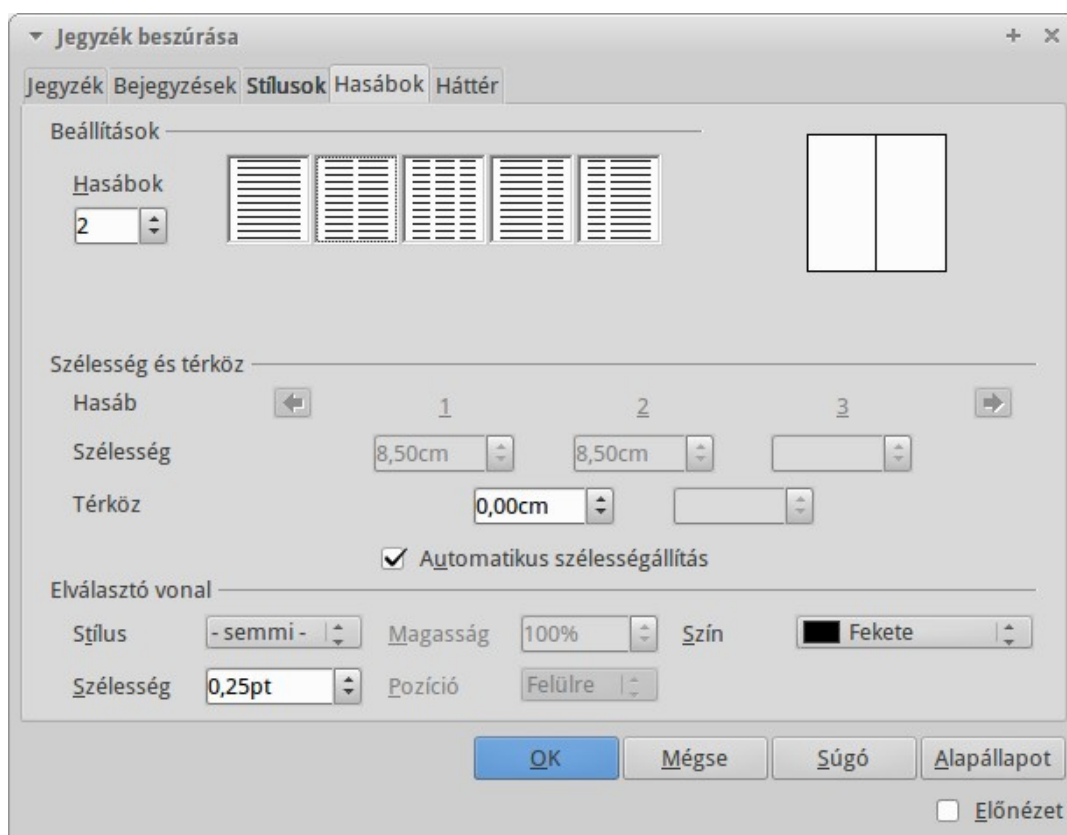 Jegyzék beszúrása
Jegyzék Bejegyzések Stílusok Hasábok Háttér
Beállítások
Hasábok
2
Szélesség és térköz
Hasáb 1 2 3
Szélesség 8,50cm 8,50cm
Térköz 0,00cm
Automatikus szélességállítás
Elválasztó vonal
Stílus - semmi - Magasság 100% Szín Fekete
Szélesség 0,25pt Pozíció Felülre
OK Mégse Súgó Alapállapot
Előnézet